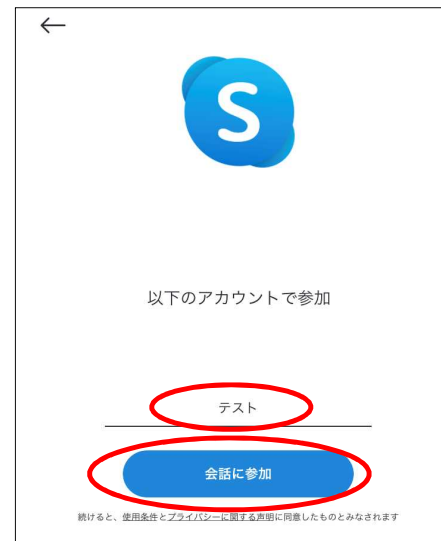 S
以下のアカウントで参加
テスト
会話に参加
続けると、使用条件とプライバシーに関する声明に同意したものとみなされます